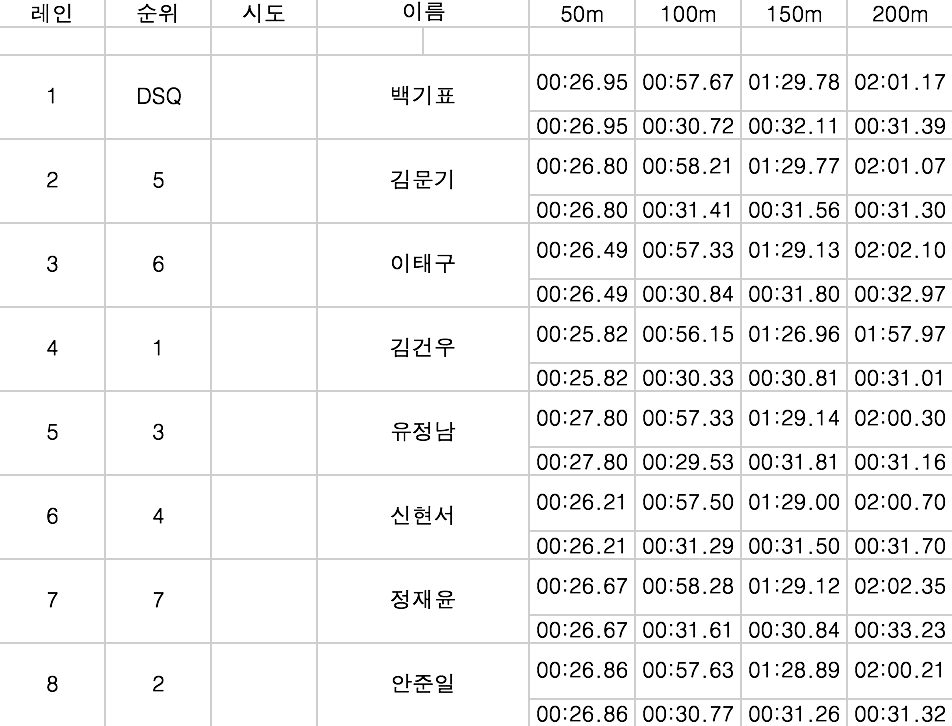 레인 순위 시도 이름 50m 100m 150m 200m
1 DSQ 백기표 00:26.95 00:57.67 01:29.78 02:01.17
00:26.95 00:30.72 00:32.11 00:31.39
2 5 김문기 00:26.80 00:58.21 01:29.77 02:01.07
00:26.80 00:31.41 00:31.56 00:31.30
3 6 이태구 00:26.49 00:57.33 01:29.13 02:02.10
00:26.49 00:30.84 00:31.80 00:32.97
4 1 김건우 00:25.82 00:56.15 01:26.96 01:57.97
00:25.82 00:30.33 00:30.81 00:31.01
5 3 유정남 00:27.80 00:57.33 01:29.14 02:00.30
00:27.80 00:29.53 00:31.81 00:31.16
6 4 신현서 00:26.21 00:57.50 01:29.00 02:00.70
00:26.21 00:31.29 00:31.50 00:31.70
7 7 정재윤 00:26.67 00:58.28 01:29.12 02:02.35
00:26.67 00:31.61 00:30.84 00:33.23
8 2 안준일 00:26.86 00:57.63 01:28.89 02:00.21
00:26.86 00:30.77 00:31.26 00:31.32